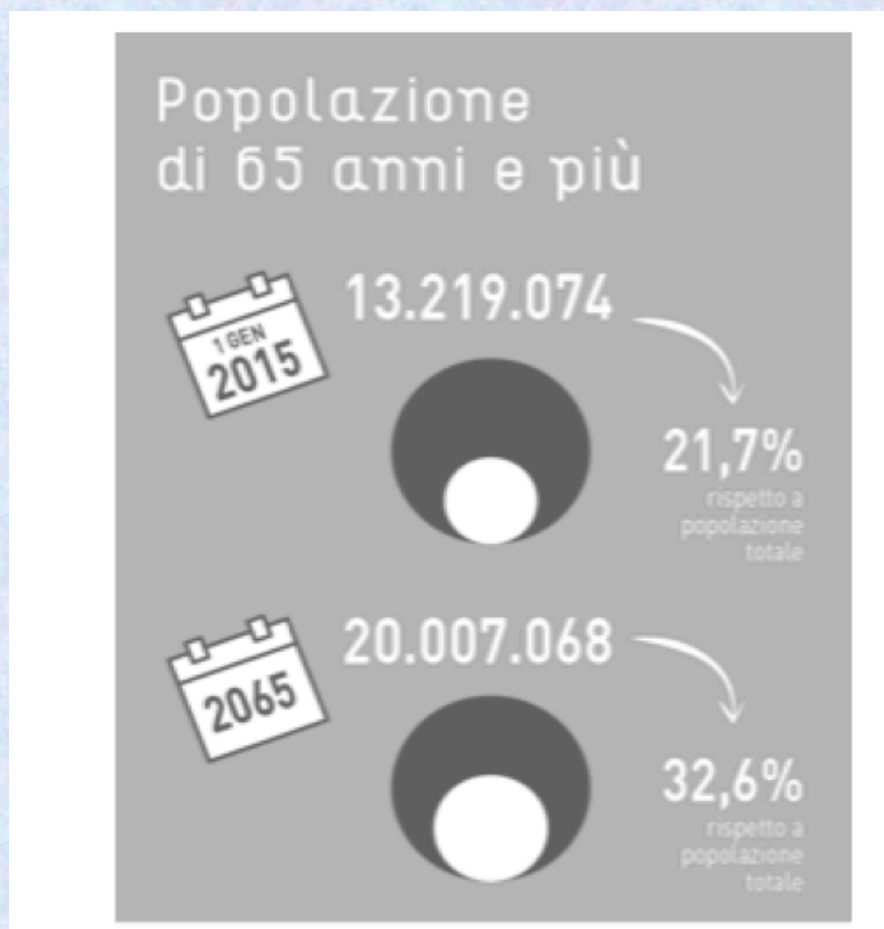 Popolazione
di 65 anni e più
1 GEN
2015
13.219.074
21,7%
rispetto a
popolazione
totale
2065
20.007.068
32,6%
rispetto a
popolazione
totale